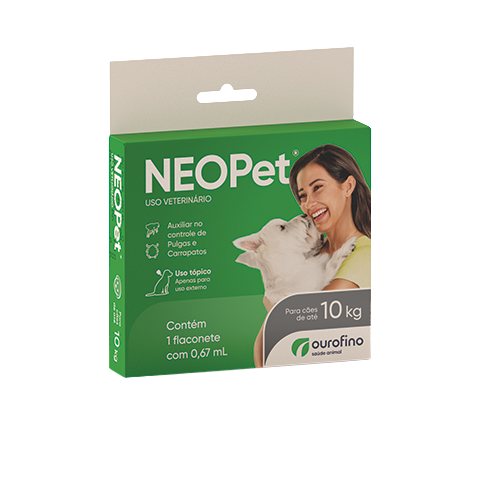 NEOPet®
USO VETERINÁRIO
Auxiliar no
controle de
Pulgas e
Carrapatos
Uso tópico
Apenas para
uso externo
Contém
1 flaconete
com 0,67 mL
Para cães
de até
10 kg
ourofino
saúde animal
NEOPet®
10 kg